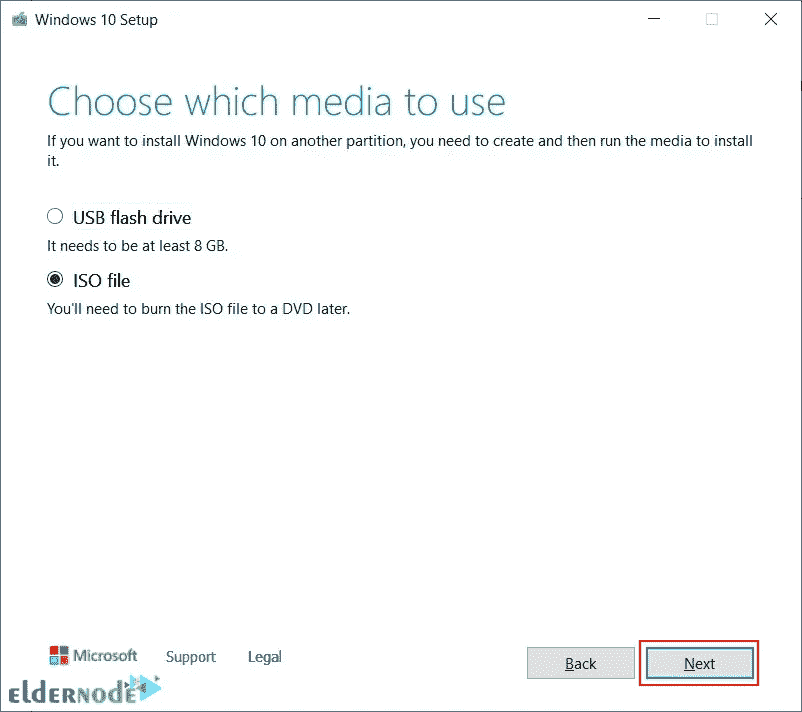 Windows 10 Setup
Choose which media to use
If you want to install Windows 10 on another partition, you need to create and then run the media to install
it.
USB flash drive
It needs to be at least 8 GB.
ISO file
You'll need to burn the ISO file to a DVD later.
Microsoft Support Legal
Back Next
eldernode